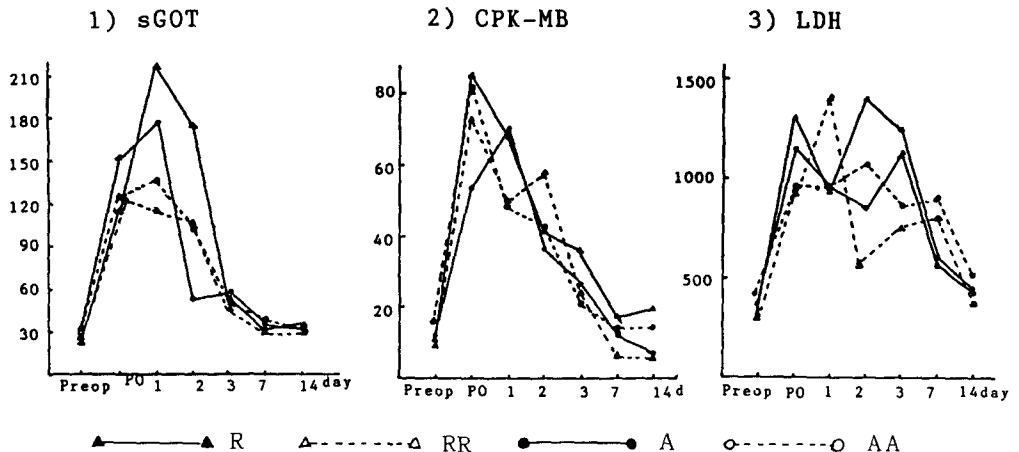 1) sGOT
2) CPK-MB
3) LDH
210
180
150
120
90
60
30
Preop PO 1 2 3 7 14 day
80
60
40
20
Preop PO 1 2 3 7 14 d
1500
1000
500
Preop PO 1 2 3 7 14 day
R RR A AA